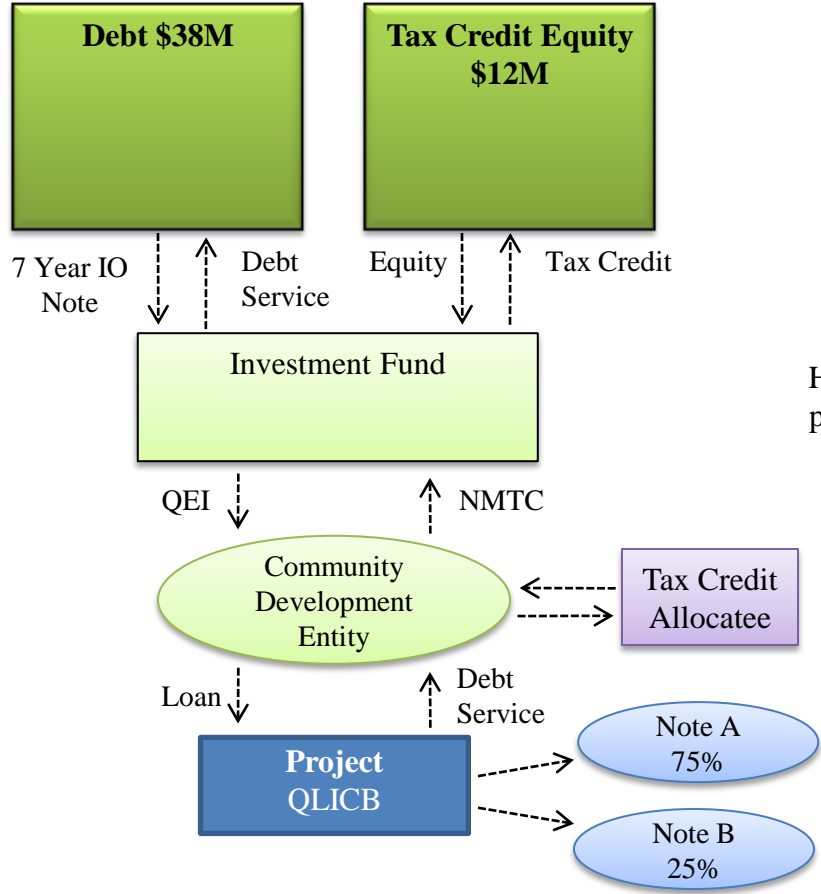 Debt $38M
Tax Credit Equity
$12M
7 Year IO
Note
Debt
Service
Equity
Tax Credit
Investment Fund
H
p
QEI
NMTC
Community
Development
Entity
Tax Credit
Allocatee
Loan
Debt
Service
Project
QLICB
Note A
75%
Note B
25%